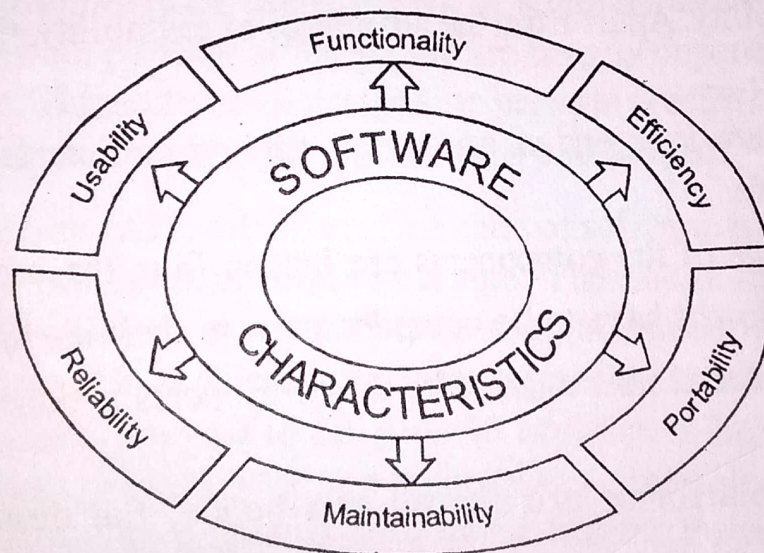 Functionality
Usability
Efficiency
SOFTWARE
CHARACTERISTICS
Reliability
Portability
Maintainability